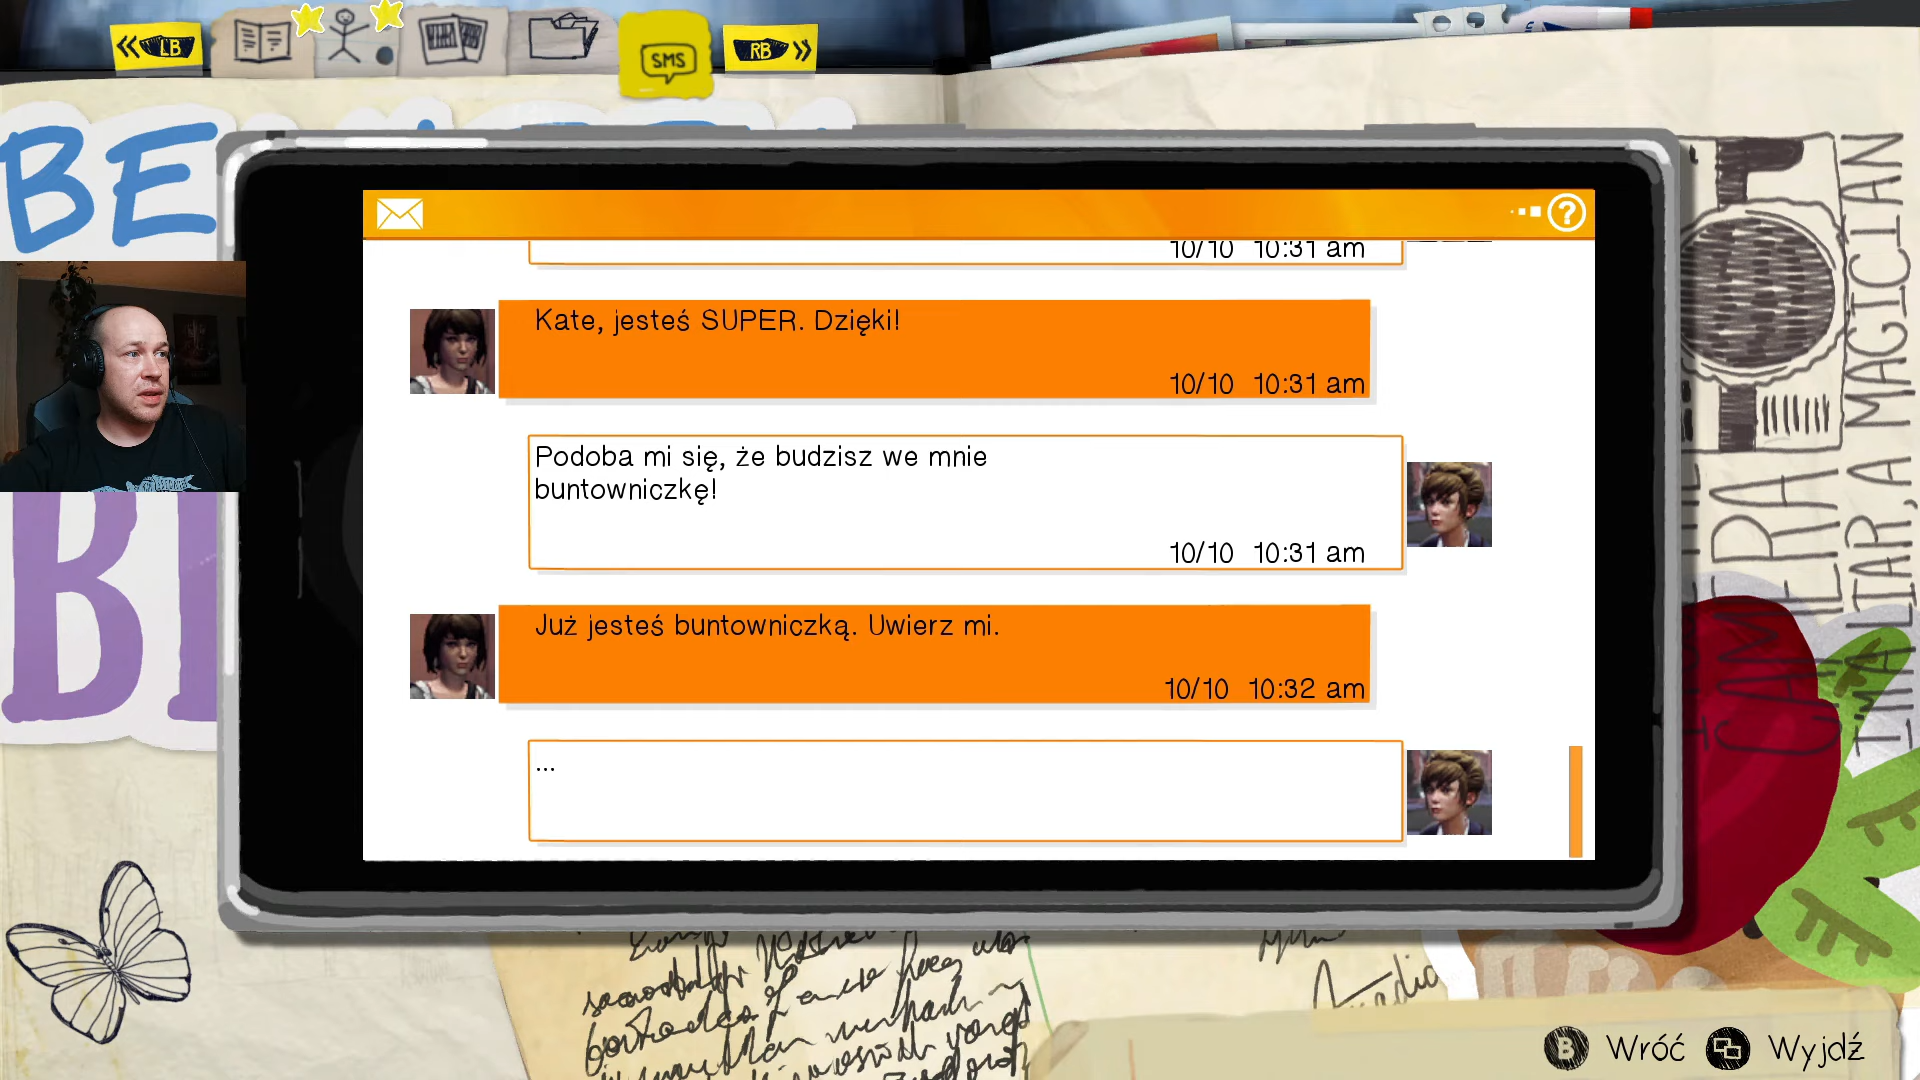 LB
SMS
RB
BE
10/10 10:31 am
Kate, jesteś SUPER. Dzięki!
10/10 10:31 am
Podoba mi się, że budzisz we mnie
buntowniczkę!
10/10 10:31 am
Już jesteś buntowniczką. Uwierz mi.
10/10 10:32 am
...
CAMERA
I'M A LIAR, A MAGICIAN
B Wróć
Wyjdź